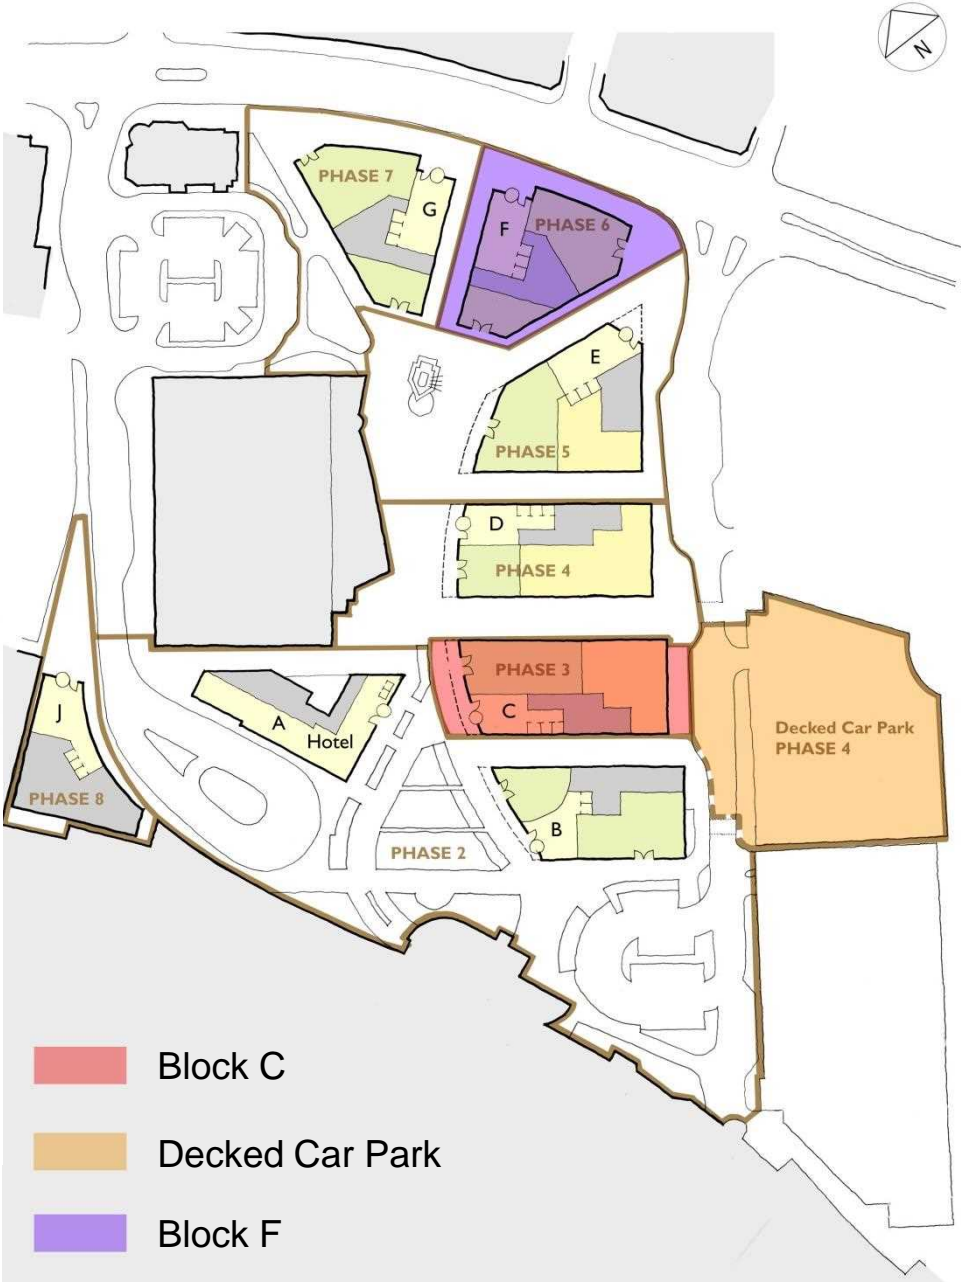 N
PHASE 7
G
F
PHASE 6
E
PHASE 5
D
PHASE 4
PHASE 3
C
J
A
Hotel
Decked Car Park
PHASE 4
PHASE 8
B
PHASE 2
Block C
Decked Car Park
Block F